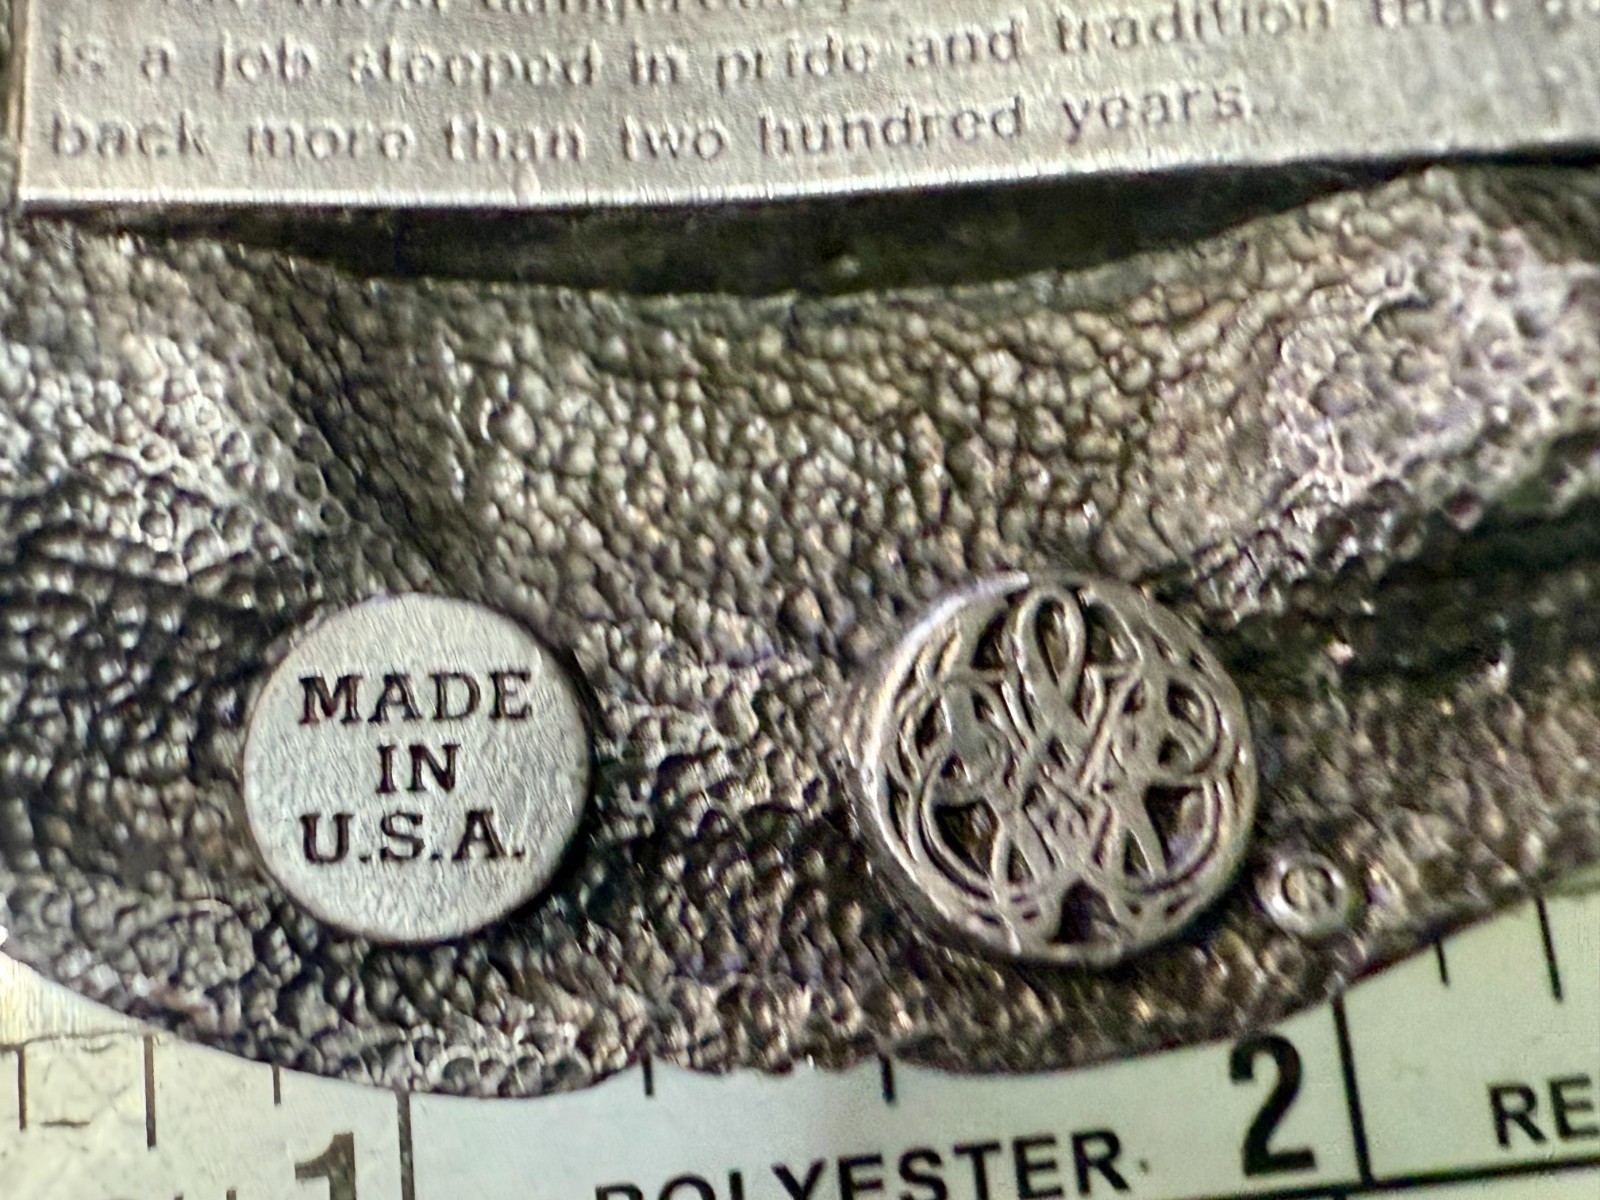 is a job steeped in pride and tradition that
back more than two hundred years.
MADE
IN
U.S.A.
1
2
POLYESTER.
RE